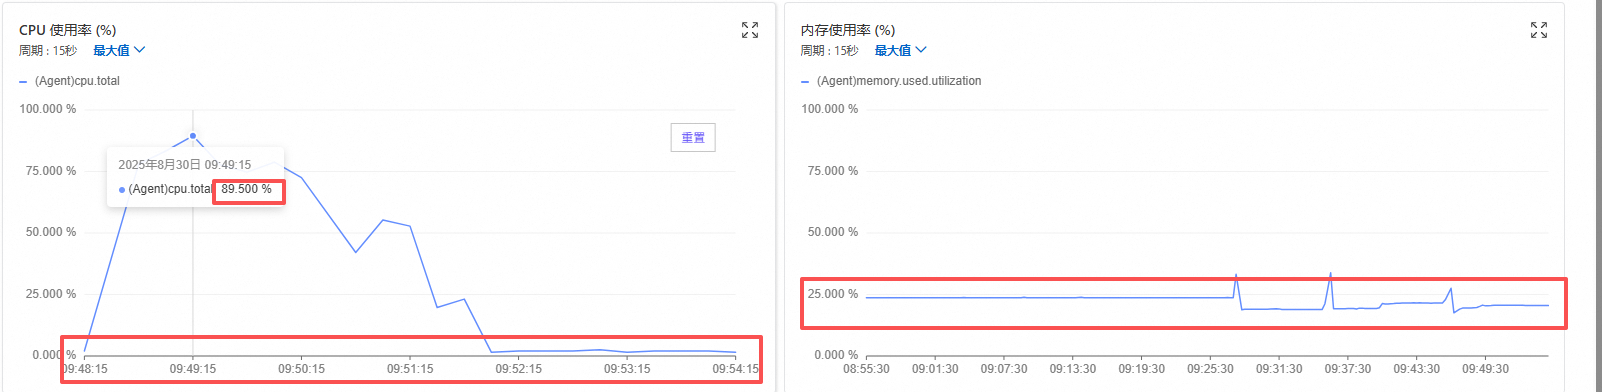 CPU 使用率 (%)
周期 : 15秒 最大值
(Agent)cpu.total
100.000 %
75.000 %
50.000 %
25.000 %
0.000 %
重置
2025年8月30日 09:49:15
(Agent)cpu.total 89.500 %
09:48:15 09:49:15 09:50:15 09:51:15 09:52:15 09:53:15 09:54:15
内存使用率 (%)
周期 : 15秒 最大值
(Agent)memory.used.utilization
100.000 %
75.000 %
50.000 %
25.000 %
0.000 %
08:55:30 09:01:30 09:07:30 09:13:30 09:19:30 09:25:30 09:31:30 09:37:30 09:43:30 09:49:30